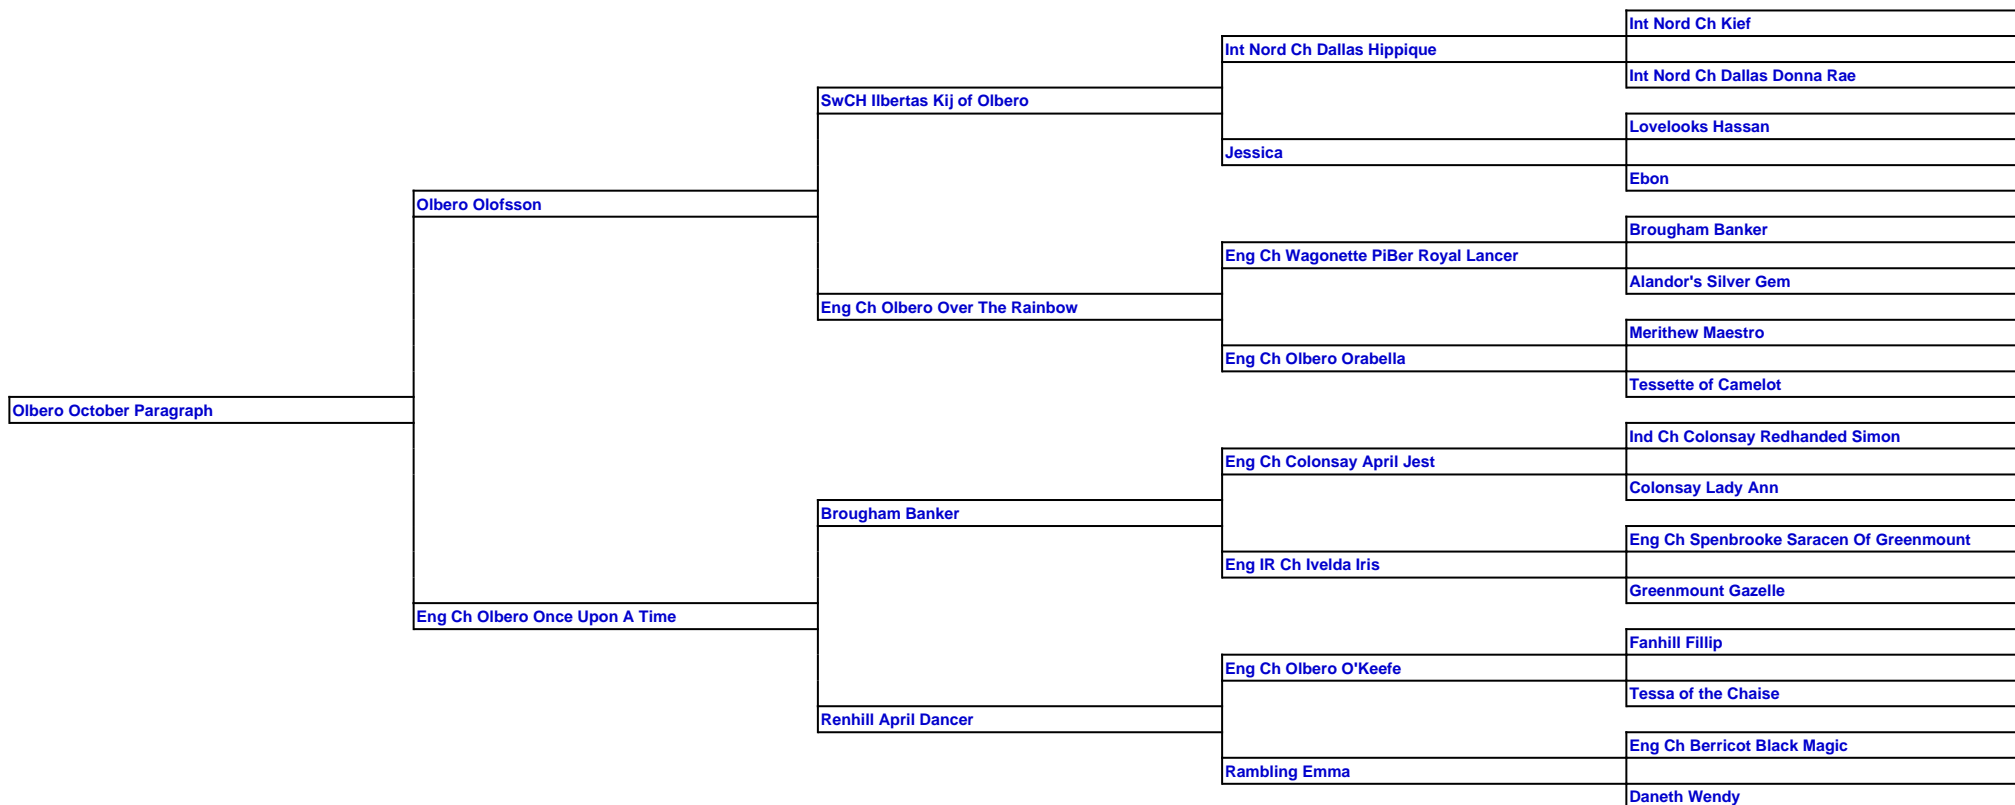 Int Nord Ch Kief
Int Nord Ch Dallas Hippique
Int Nord Ch Dallas Donna Rae
SwCH Ilbertas Kij of Olbero
Lovelooks Hassan
Jessica
Ebon
Olbero Olofsson
Brougham Banker
Eng Ch Wagonette PiBer Royal Lancer
Alandor's Silver Gem
Eng Ch Olbero Over The Rainbow
Merithew Maestro
Eng Ch Olbero Orabella
Tessette of Camelot
Olbero October Paragraph
Ind Ch Colonsay Redhanded Simon
Eng Ch Colonsay April Jest
Colonsay Lady Ann
Brougham Banker
Eng Ch Spenbrooke Saracen Of Greenmount
Eng IR Ch Ivelda Iris
Greenmount Gazelle
Eng Ch Olbero Once Upon A Time
Fanhill Fillip
Eng Ch Olbero O'Keefe
Tessa of the Chaise
Renhill April Dancer
Eng Ch Berricot Black Magic
Rambling Emma
Daneth Wendy